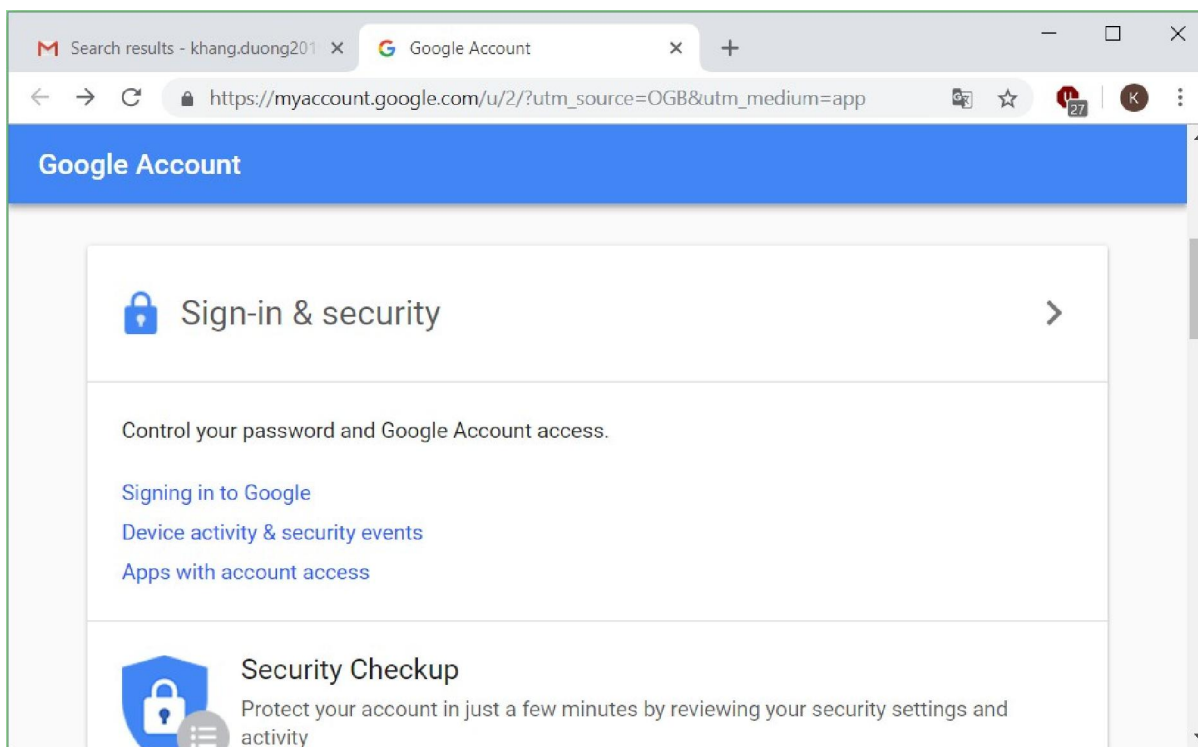 Search results - khang.duong201
Google Account
https://myaccount.google.com/u/2/?utm_source=OGB&utm_medium=app
27
K
Google Account
Sign-in & security
Control your password and Google Account access.
Signing in to Google
Device activity & security events
Apps with account access
Security Checkup
Protect your account in just a few minutes by reviewing your security settings and
activity